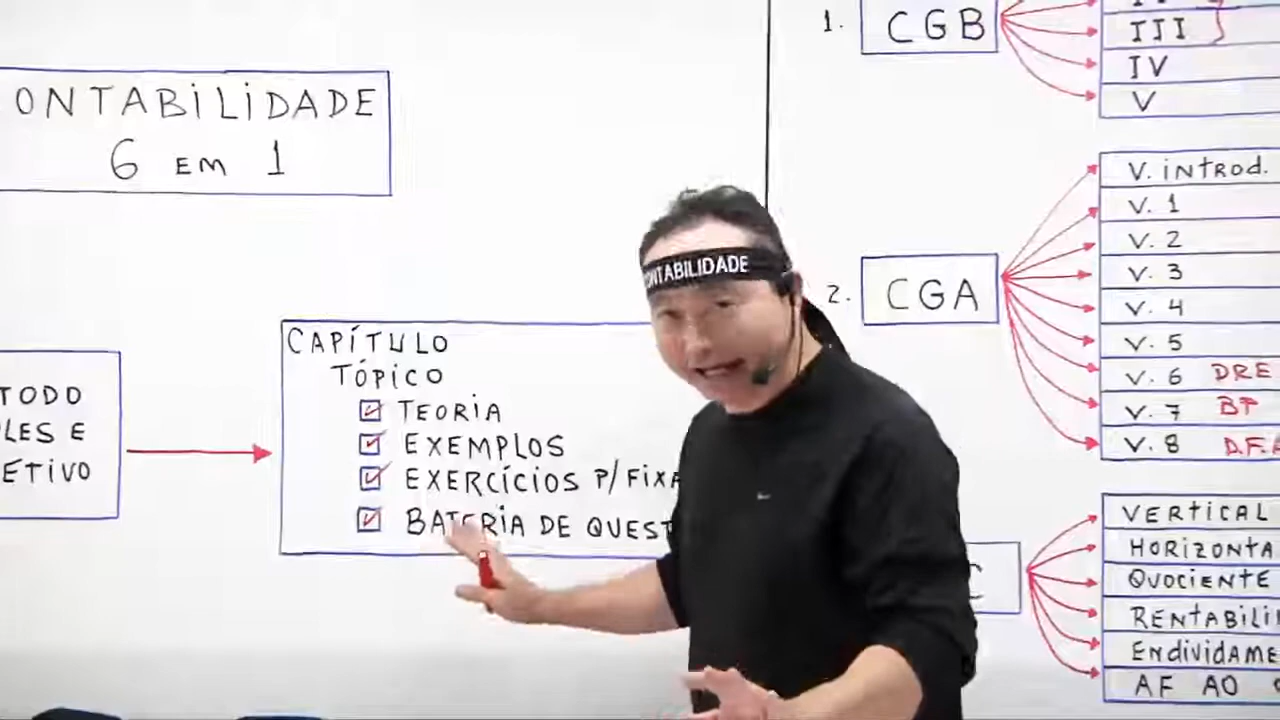 ONTABILIDADE
6 EM 1
TODO
LES E
ETIVO
CAPÍTULO
TÓPICO
TEORIA
EXEMPLOS
EXERCÍCIOS P/FIXA
BATERIA DE QUEST
ONTABILIDADE
1.
CGB
III
IV
V
2.
CGA
V. introd.
V. 1
V. 2
V. 3
V. 4
V. 5
V. 6 DRE
V. 7 BP
V. 8 D.F.
VERTICAL
HORIZONTA
QUOCIENTE
RENTABILI
ENDIVIDAME
AF AO